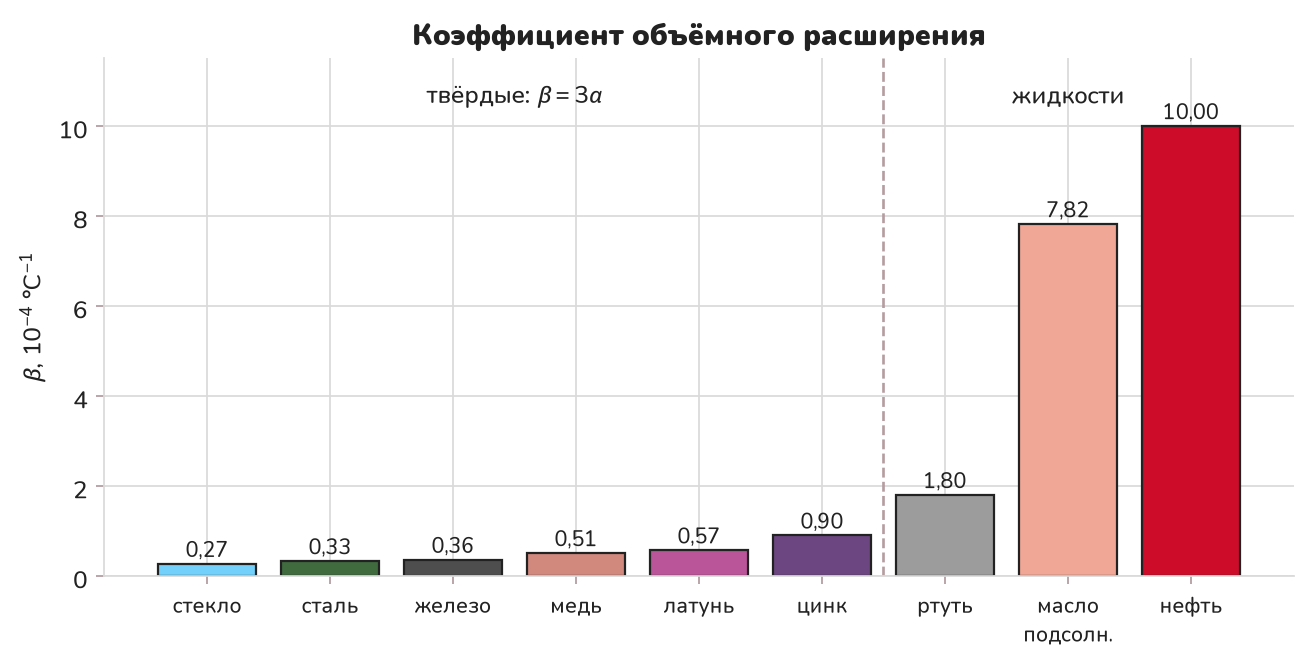 Коэффициент объёмного расширения
твёрдые: β = 3α
жидкости
β, 10⁻⁴ °C⁻¹
10
8
6
4
2
0
0,27
0,33
0,36
0,51
0,57
0,90
1,80
7,82
10,00
стекло
сталь
железо
медь
латунь
цинк
ртуть
масло
подсолн.
нефть